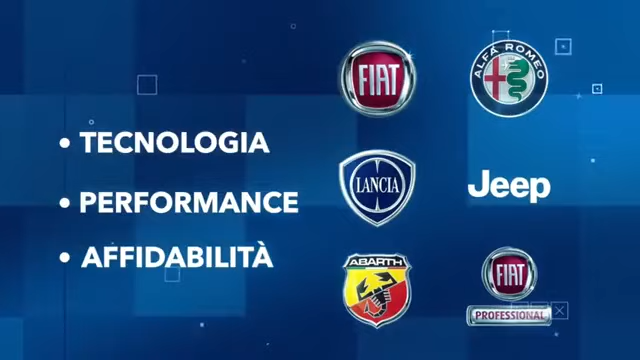 • TECNOLOGIA
• PERFORMANCE
• AFFIDABILITÀ
FIAT
ALFA ROMEO
LANCIA
Jeep
ABARTH
FIAT
PROFESSIONAL